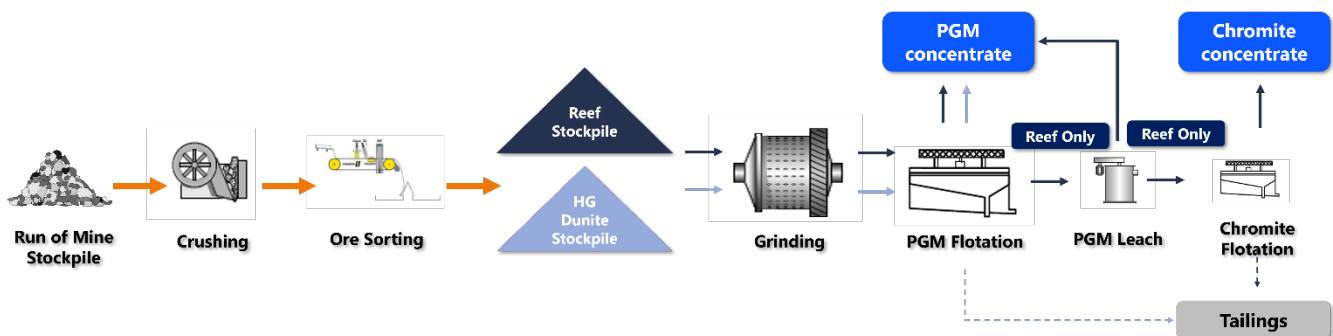 PGM
concentrate
Chromite
concentrate
Reef
Stockpile
Reef Only
Reef Only
HG
Dunite
Stockpile
Run of Mine
Stockpile
Crushing
Ore Sorting
Grinding
PGM Flotation
PGM Leach
Chromite
Flotation
Tailings